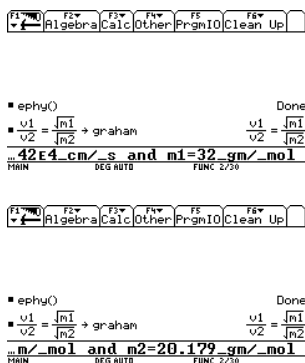 F1 F2 Algebra F3 Calc F4 Other F5 PrgmIO F6 Clean Up
■ ephy() Done
■ υ1/υ2 = √m1/√m2 → graham υ1/υ2 = √m1/√m2
…42E4_cm/_s and m1=32_gm/_mol
MAIN DEG AUTO FUNC 2/30
F1 F2 Algebra F3 Calc F4 Other F5 PrgmIO F6 Clean Up
■ ephy() Done
■ υ1/υ2 = √m1/√m2 → graham υ1/υ2 = √m1/√m2
…m/_mol and m2=20.179_gm/_mol
MAIN DEG AUTO FUNC 2/30